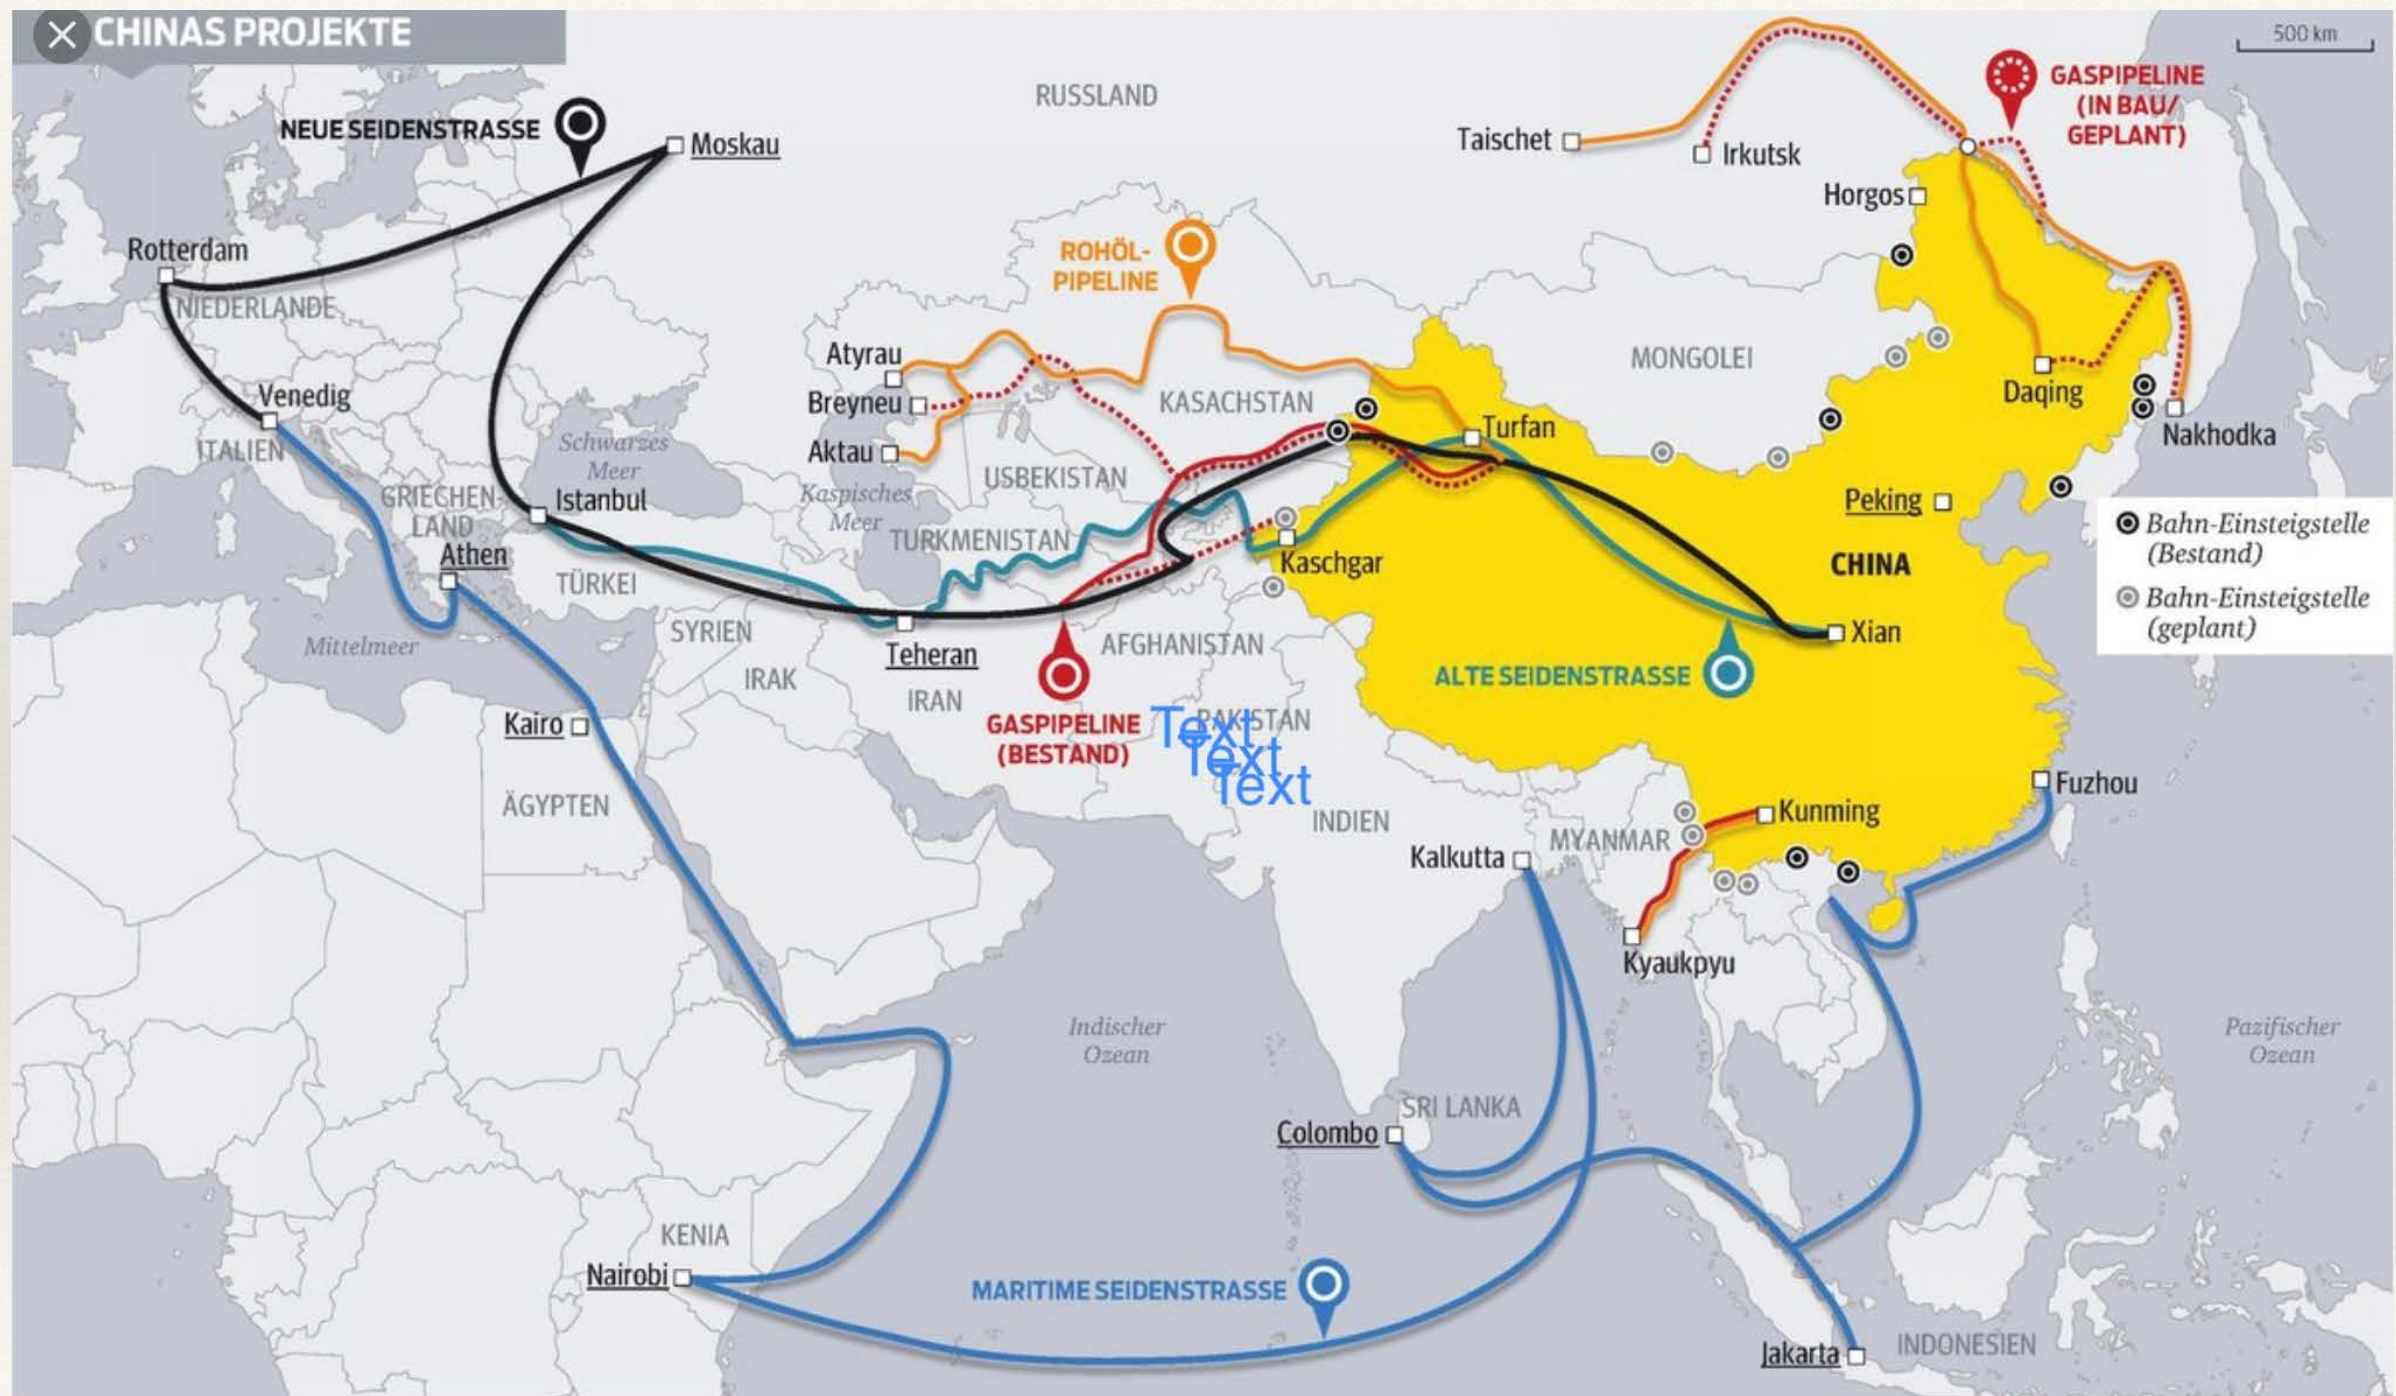 CHINAS PROJEKTE
500 km
GASPIPELINE
(IN BAU/
GEPLANT)
RUSSLAND
NEUE SEIDENSTRASSE
Moskau
Taischet
Irkutsk
Horgos
Rotterdam
NIEDERLANDE
ROHÖL-
PIPELINE
Atyrau
Breyneu
Aktau
KASACHSTAN
MONGOLEI
Daqing
Nakhodka
Venedig
ITALIEN
Schwarzes
Meer
Turfan
USBEKISTAN
Kaspisches
Meer
GRIECHEN-
LAND
Istanbul
Athen
TURKMENISTAN
Peking
Bahn-Einsteigstelle
(Bestand)
Bahn-Einsteigstelle
(geplant)
Kaschgar
CHINA
TÜRKEI
Mittelmeer
SYRIEN
Teheran
AFGHANISTAN
Xian
IRAK
IRAN
ALTE SEIDENSTRASSE
Kairo
GASPIPELINE
(BESTAND)
PAKISTAN
Text
Text
Text
ÄGYPTEN
INDIEN
Fuzhou
Kunming
MYANMAR
Kalkutta
Kyaukpyu
Indischer
Ozean
Pazifischer
Ozean
SRI LANKA
Colombo
KENIA
Nairobi
MARITIME SEIDENSTRASSE
Jakarta
INDONESIEN